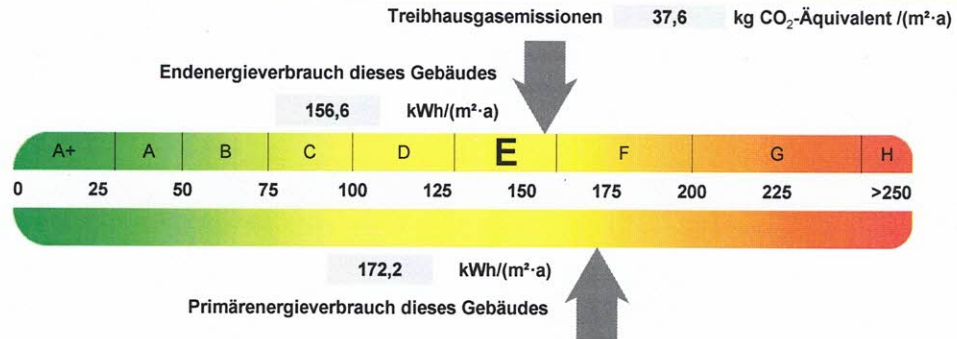 Treibhausgasemissionen 37,6 kg CO₂-Äquivalent /(m²·a)
Endenergieverbrauch dieses Gebäudes
156,6 kWh/(m²·a)
A+ A B C D E F G H
0 25 50 75 100 125 150 175 200 225 >250
172,2 kWh/(m²·a)
Primärenergieverbrauch dieses Gebäudes